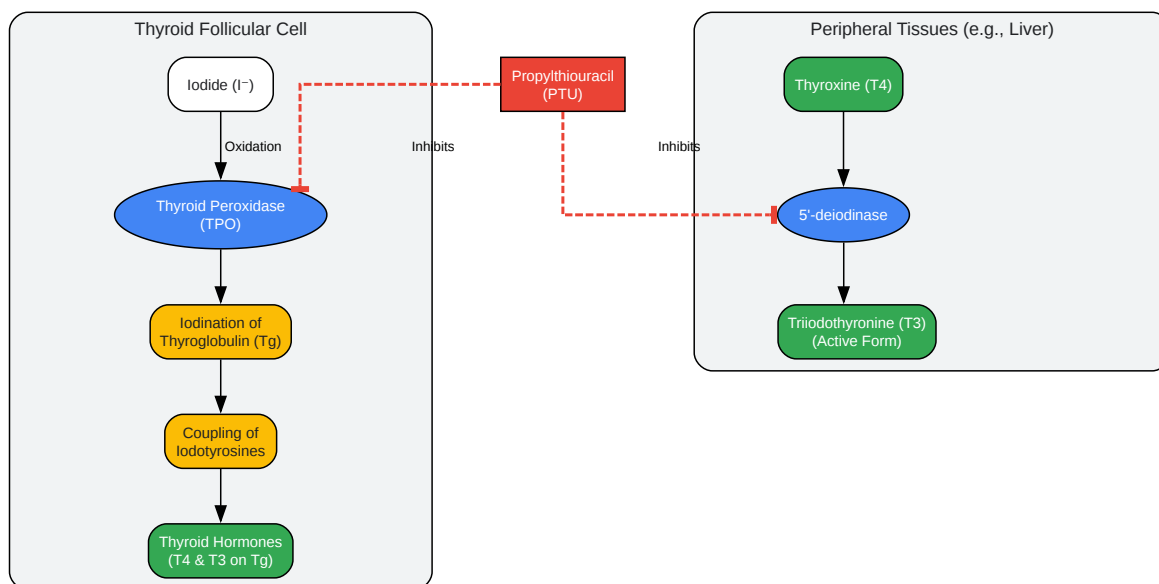 Thyroid Follicular Cell
Iodide (I⁻)
Oxidation
Thyroid Peroxidase
(TPO)
Iodination of
Thyroglobulin (Tg)
Coupling of
Iodotyrosines
Thyroid Hormones
(T4 & T3 on Tg)
Propylthiouracil
(PTU)
Inhibits
Inhibits
Peripheral Tissues (e.g., Liver)
Thyroxine (T4)
5'-deiodinase
Triiodothyronine (T3)
(Active Form)